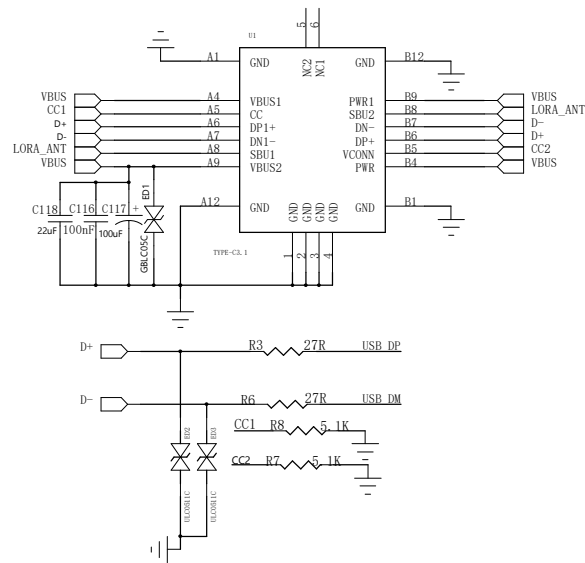 U1
5
6
NC2
NC1
A1
GND
GND
B12
VBUS
A4
VBUS1
PWR1
B9
VBUS
CC1
A5
CC
SBU2
B8
LORA_ANT
D+
A6
DP1+
DN-
B7
D-
D-
A7
DN1-
DP+
B6
D+
LORA_ANT
A8
SBU1
VCONN
B5
CC2
VBUS
A9
VBUS2
PWR
B4
VBUS
ED1
GBLC05C
C118
22uF
C116
100nF
C117
+
100uF
A12
GND
GND
GND
GND
GND
GND
B1
TYPE-C3.1
1
2
3
4
D+
R3
27R
USB_DP
D-
R6
27R
USB_DM
CC1
R8
5.1K
CC2
R7
5.1K
ED2
ED3
ULC0511C
ULC0511C